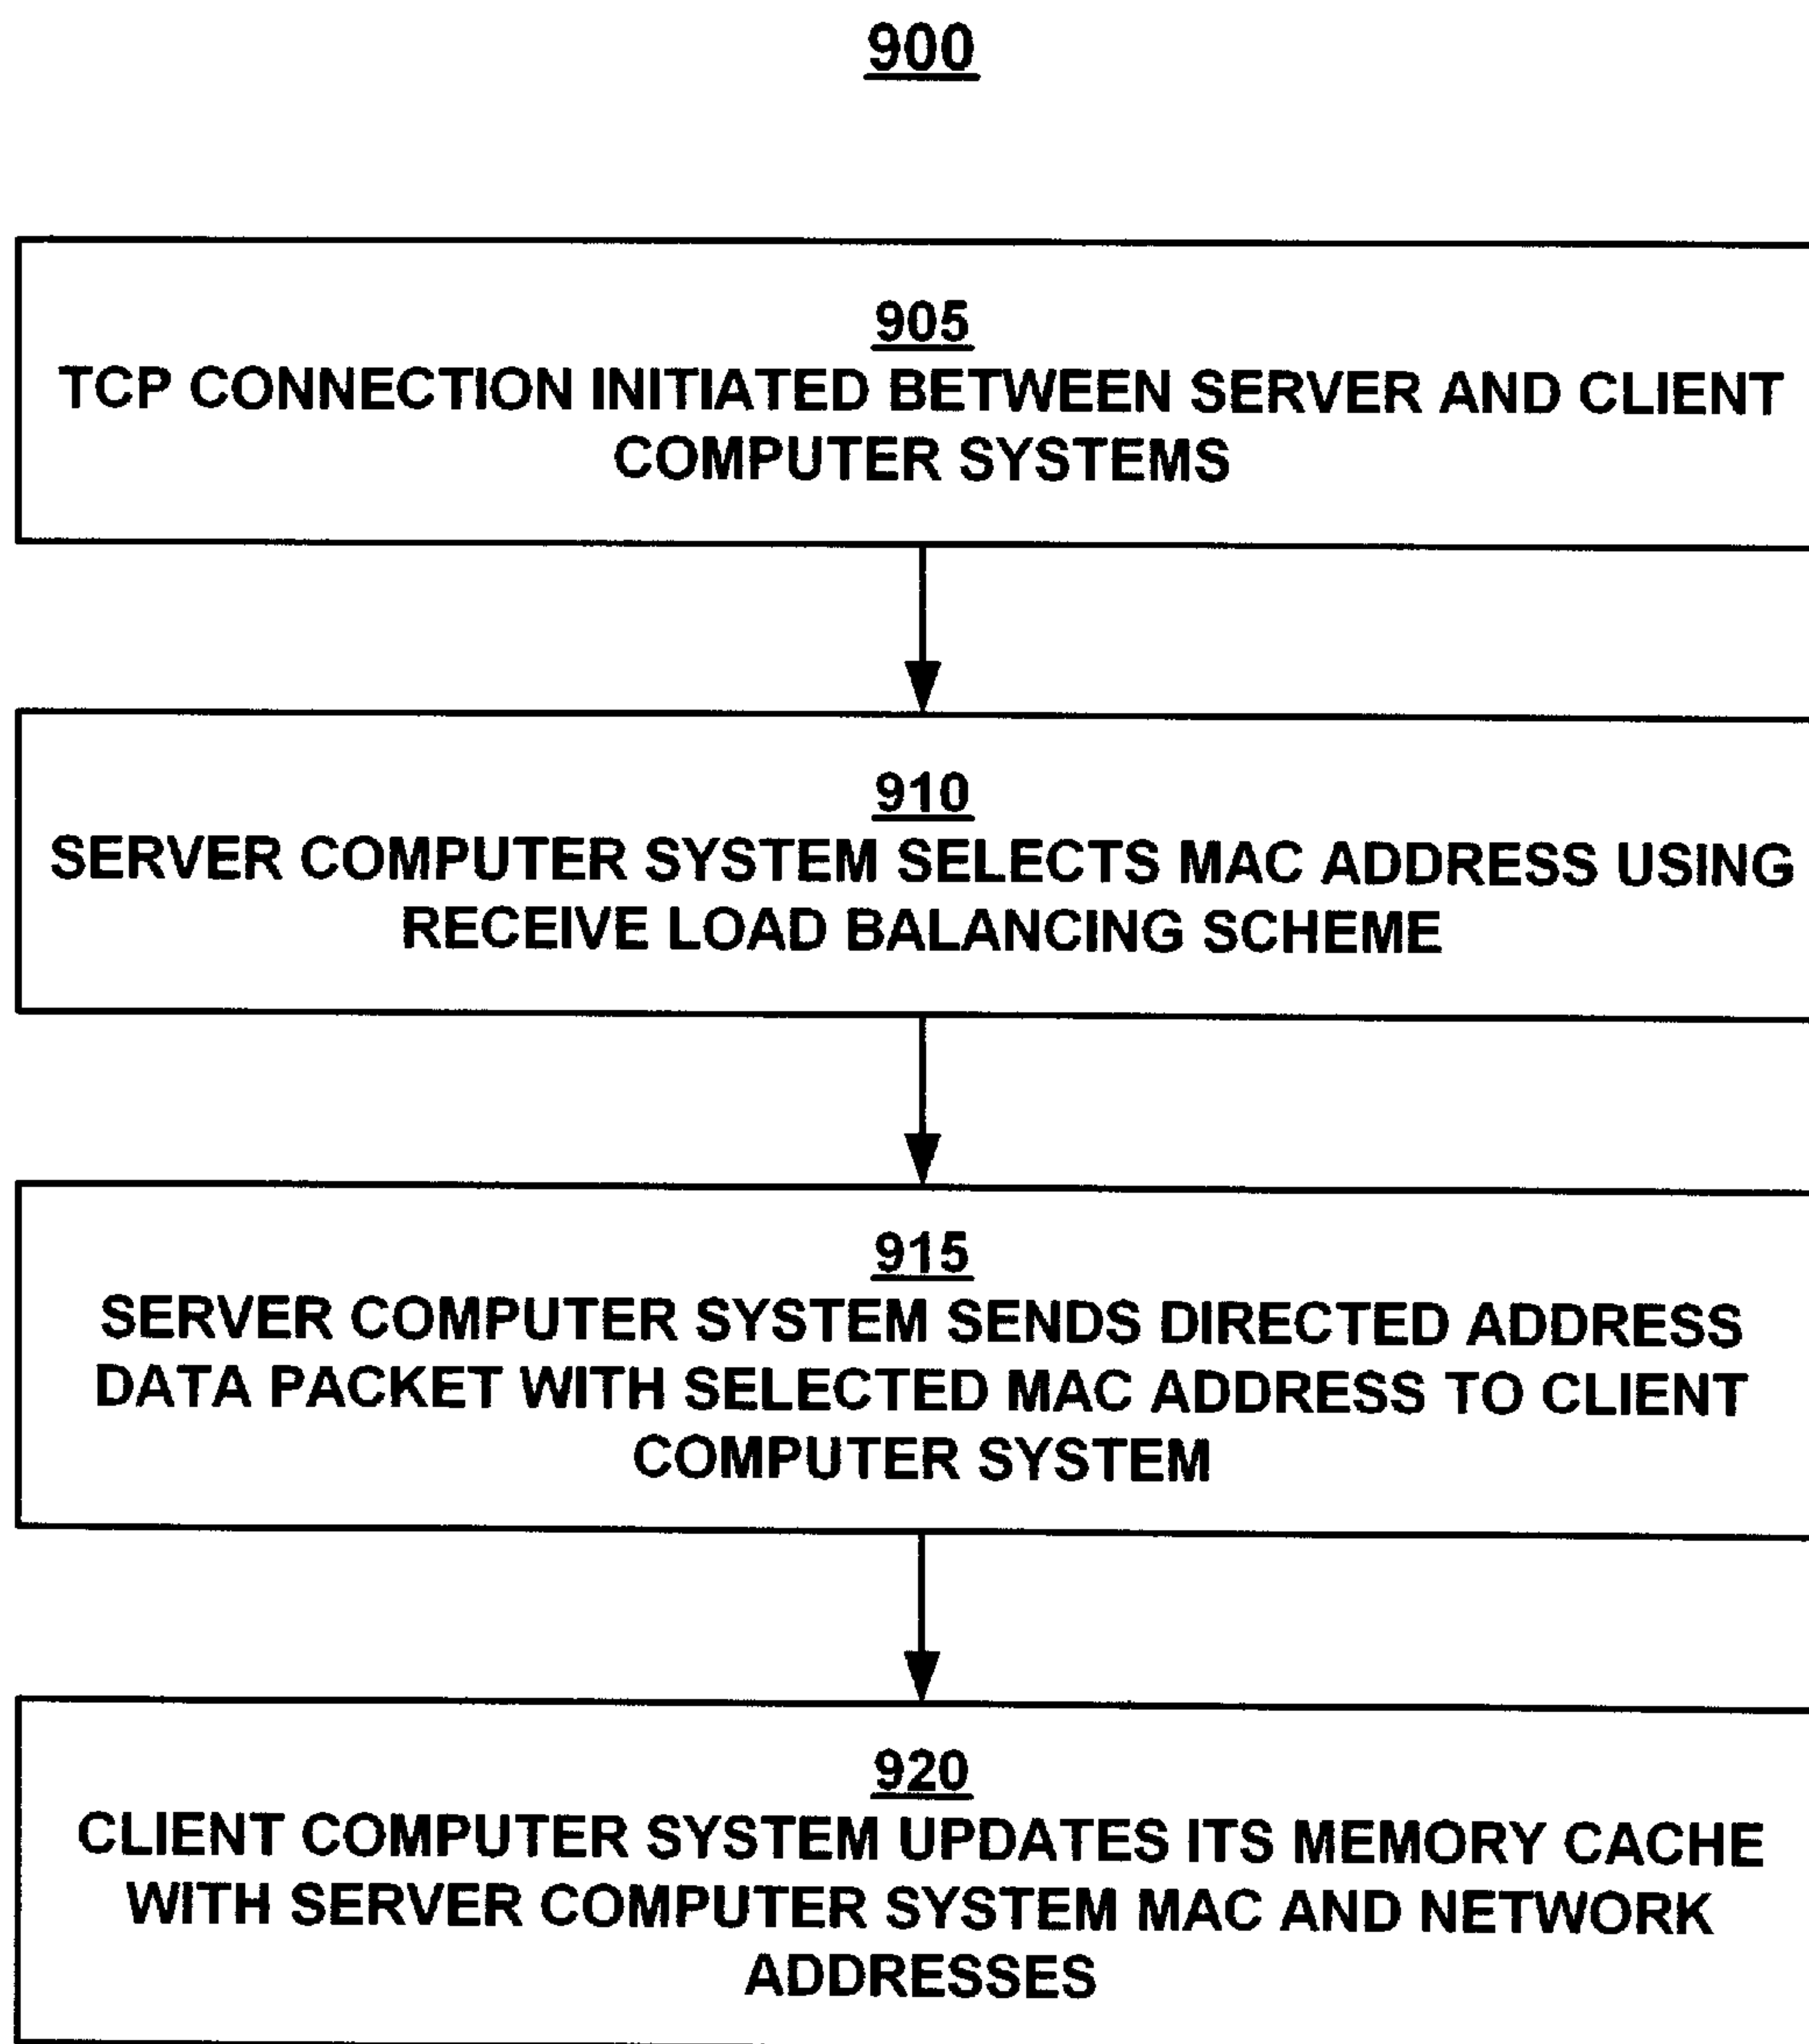 900
905
TCP CONNECTION INITIATED BETWEEN SERVER AND CLIENT
COMPUTER SYSTEMS
910
SERVER COMPUTER SYSTEM SELECTS MAC ADDRESS USING
RECEIVE LOAD BALANCING SCHEME
915
SERVER COMPUTER SYSTEM SENDS DIRECTED ADDRESS
DATA PACKET WITH SELECTED MAC ADDRESS TO CLIENT
COMPUTER SYSTEM
920
CLIENT COMPUTER SYSTEM UPDATES ITS MEMORY CACHE
WITH SERVER COMPUTER SYSTEM MAC AND NETWORK
ADDRESSES